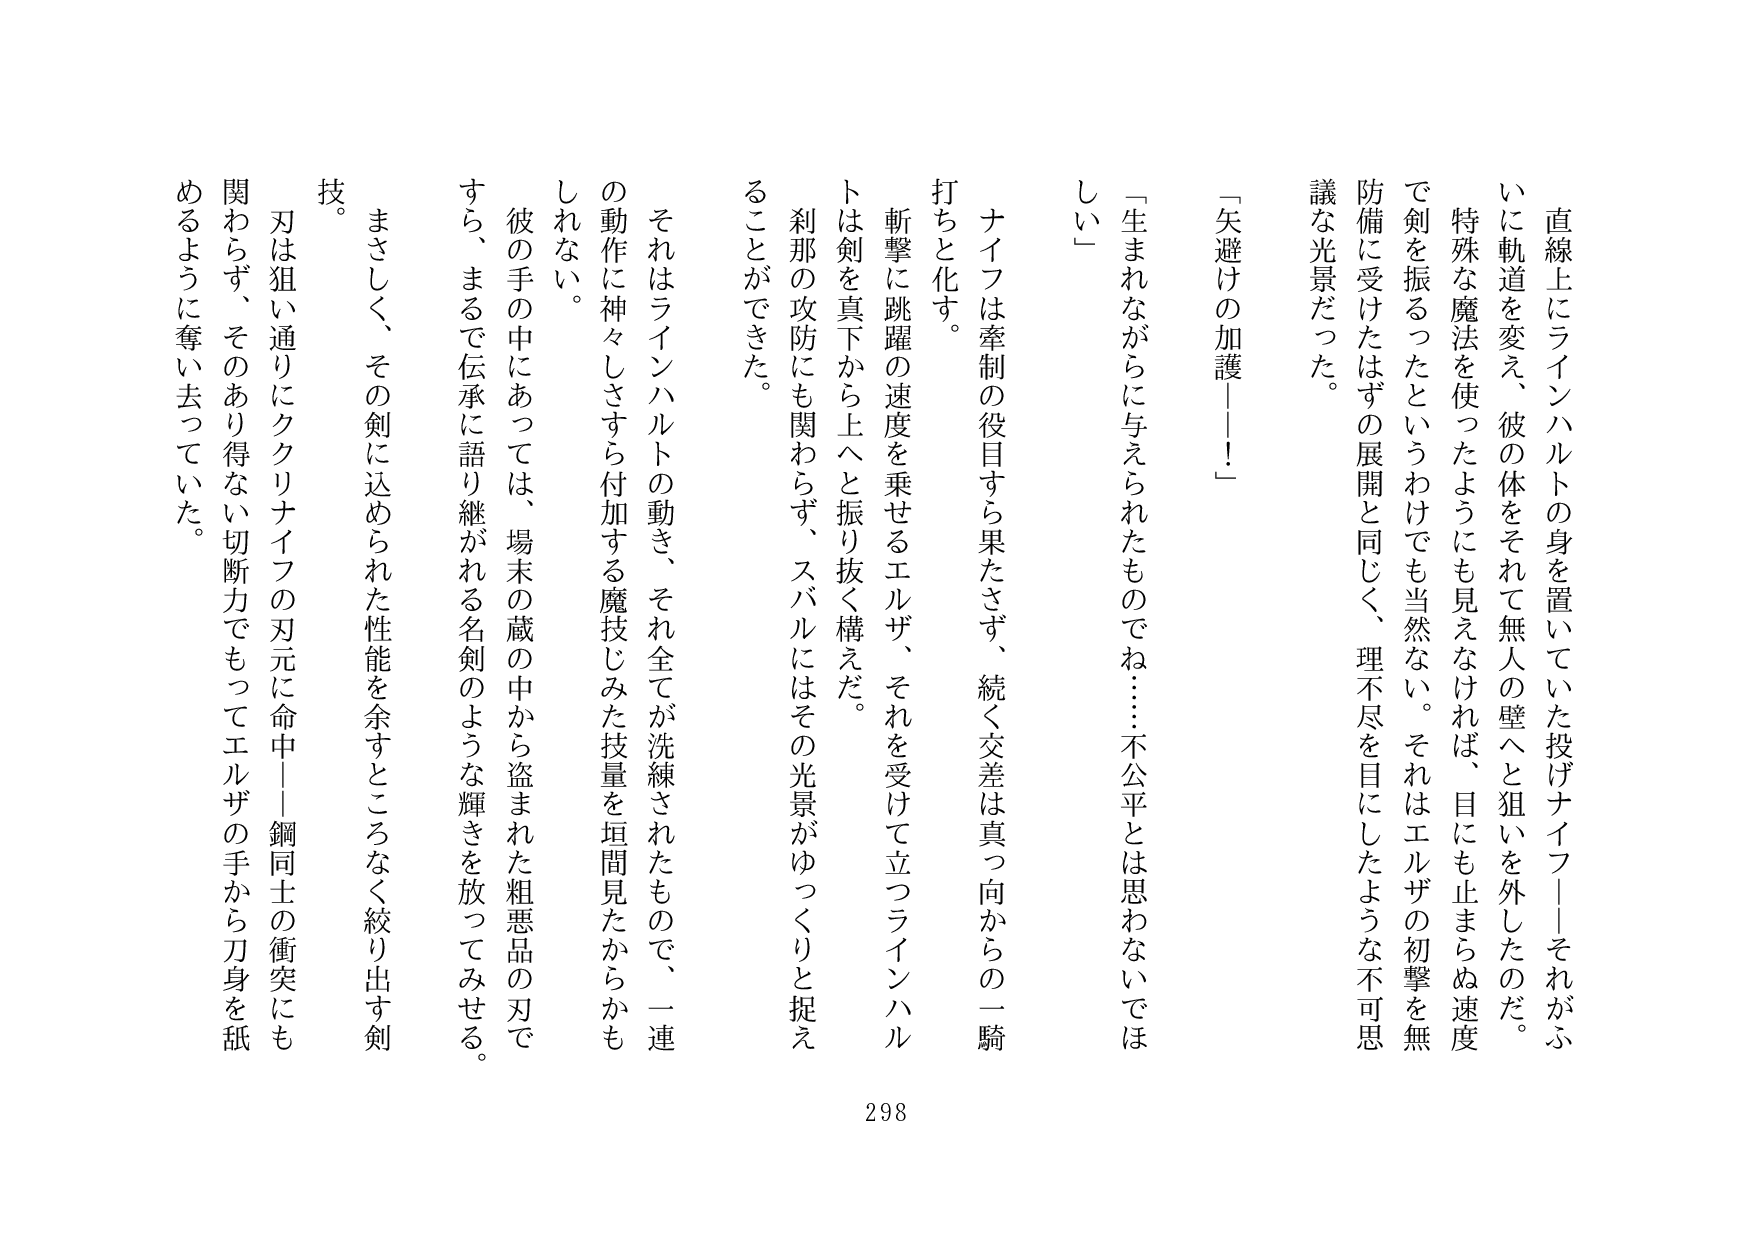 直線上にラインハルトの身を置いていた投げナイフ――それがふ
いに軌道を変え、彼の体をそれて無人の壁へと狙いを外したのだ。
特殊な魔法を使ったようにも見えなければ、目にも止まらぬ速度
で剣を振るったというわけでも当然ない。それはエルザの初撃を無
防備に受けたはずの展開と同じく、理不尽を目にしたような不可思
議な光景だった。
「矢避けの加護――！」
「生まれながらに与えられたものでね……不公平とは思わないでほ
しい」
ナイフは牽制の役目すら果たさず、続く交差は真っ向からの一騎
打ちと化す。
斬撃に跳躍の速度を乗せるエルザ、それを受けて立つラインハル
トは剣を真下から上へと振り抜く構えだ。
刹那の攻防にも関わらず、スバルにはその光景がゆっくりと捉え
ることができた。
それはラインハルトの動き、それ全てが洗練されたもので、一連
の動作に神々しさすら付加する魔技じみた技量を垣間見たからかも
しれない。
彼の手の中にあっては、場末の蔵の中から盗まれた粗悪品の刃で
すら、まるで伝承に語り継がれる名剣のような輝きを放ってみせる。
まさしく、その剣に込められた性能を余すところなく絞り出す剣
技。
刃は狙い通りにククリナイフの刃元に命中――鋼同士の衝突にも
関わらず、そのあり得ない切断力でもってエルザの手から刀身を舐
めるように奪い去っていた。
298